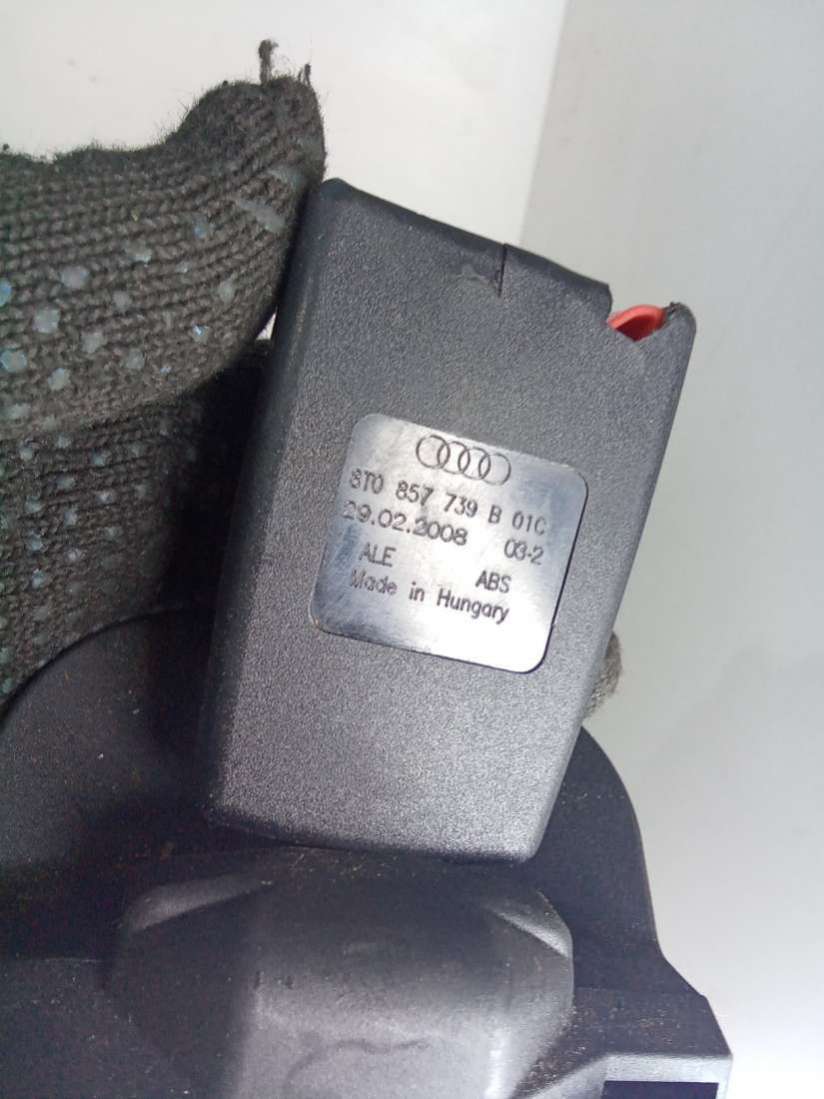 8T0 857 739 B 01C
29.02.2008 03-2
ALE ABS
Made in Hungary